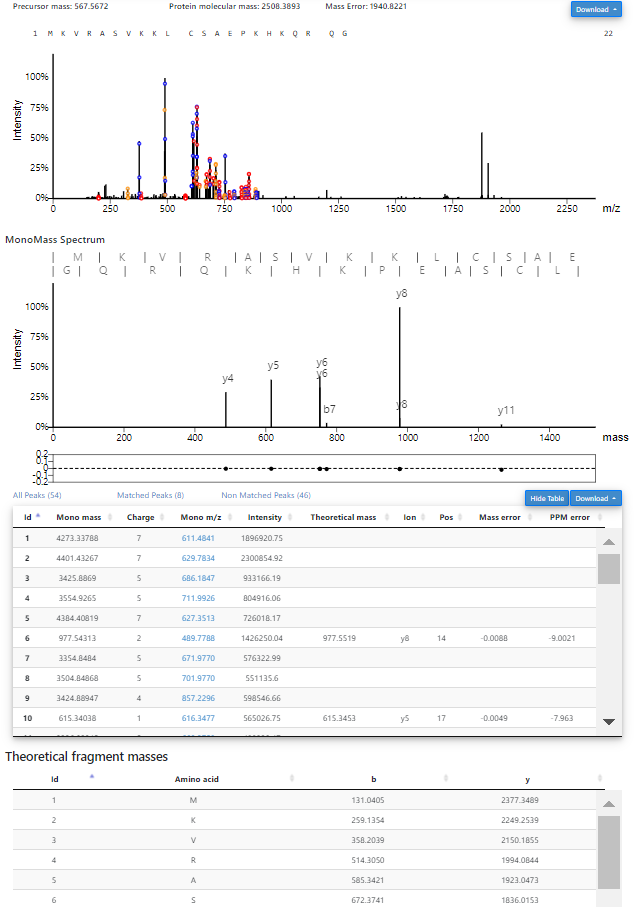 Precursor mass: 567.5672 Protein molecular mass: 2508.3893 Mass Error: 1940.8221 Download
1 M K V R A S V K K L C S A E P K H K Q R Q G 22
100%
75%
50%
25%
0%
Intensity
0 250 500 750 1000 1250 1500 1750 2000 2250 m/z
MonoMass Spectrum
| M | K | V | R | A | S | V | K | K | L | C | S | A | E
| G | Q | R | Q | K | H | K | P | E | A | S | C | L |
100%
75%
50%
25%
0%
Intensity
y8
y4
y5
y6
y6
b7
y8
y11
0 200 400 600 800 1000 1200 1400 mass
0.2
0.1
0
-0.1
-0.2
All Peaks (54) Matched Peaks (8) Non Matched Peaks (46) Hide Table Download
Id Mono mass Charge Mono m/z Intensity Theoretical mass Ion Pos Mass error PPM error
1 4273.33788 7 611.4841 1896920.75
2 4401.43267 7 629.7834 2300854.92
3 3425.8869 5 686.1847 933166.19
4 3554.9265 5 711.9926 804916.06
5 4384.40819 7 627.3513 726018.17
6 977.54313 2 489.7788 1426250.04 977.5519 y8 14 -0.0088 -9.0021
7 3354.8484 5 671.9770 576322.99
8 3504.84868 5 701.9770 551135.6
9 3424.88947 4 857.2296 598546.66
10 615.34038 1 616.3477 565026.75 615.3453 y5 17 -0.0049 -7.963
Theoretical fragment masses
Id Amino acid b y
1 M 131.0405 2377.3489
2 K 259.1354 2249.2539
3 V 358.2039 2150.1855
4 R 514.3050 1994.0844
5 A 585.3421 1923.0473
6 S 672.3741 1836.0153